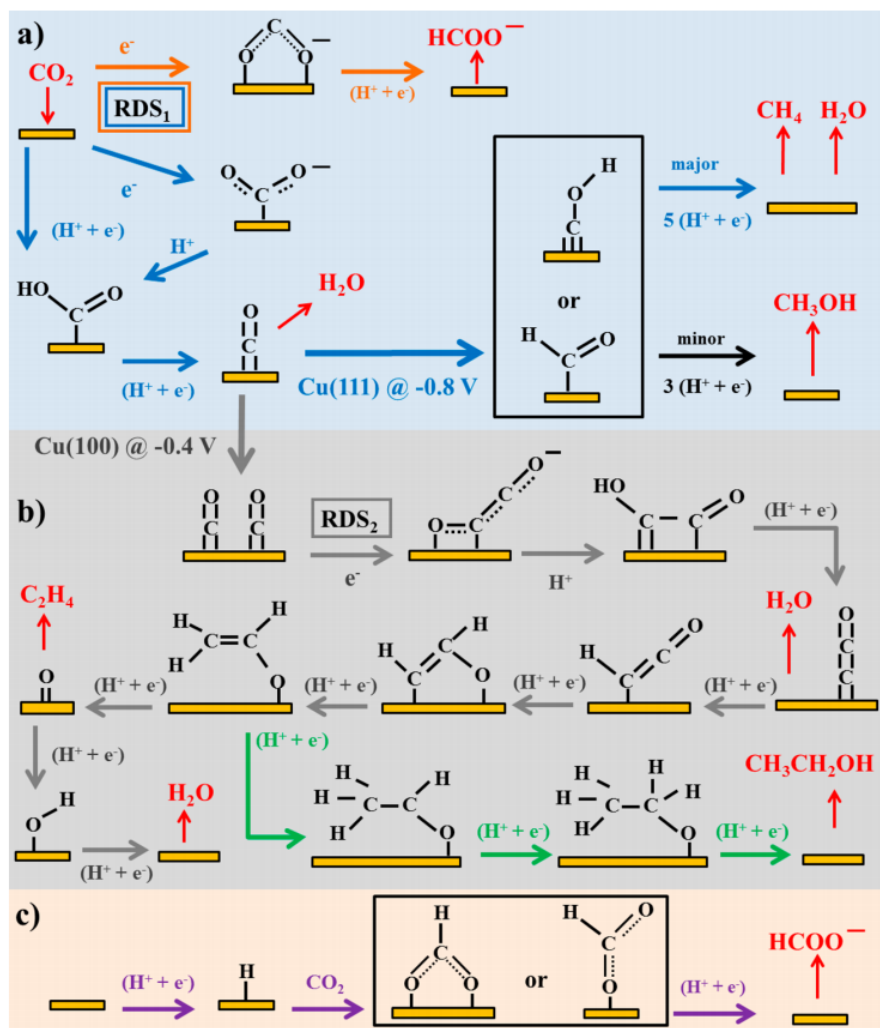 a)
e⁻
C
O O −
HCOO⁻
CO₂
RDS₁
(H⁺ + e⁻)
CH₄ H₂O
O O −
C
e⁻
H
O
C
major
5 (H⁺ + e⁻)
(H⁺ + e⁻)
H⁺
HO O
C
H₂O
or
CH₃OH
O
C
H O
C
minor
3 (H⁺ + e⁻)
(H⁺ + e⁻)
Cu(111) @ -0.8 V
Cu(100) @ -0.4 V
b)
O O
C C
RDS₂
e⁻
O −
C
O C
H⁺
HO O
C C
(H⁺ + e⁻)
C₂H₄
H H
C C
H
O
H
H
C C
O
O
C
H C
H₂O
O
C
C
O
(H⁺ + e⁻)
(H⁺ + e⁻)
(H⁺ + e⁻)
(H⁺ + e⁻)
(H⁺ + e⁻)
(H⁺ + e⁻)
H
O
H₂O
(H⁺ + e⁻)
H H
H C C
H
O
(H⁺ + e⁻)
H H
H C C H
H
O
(H⁺ + e⁻)
CH₃CH₂OH
c)
(H⁺ + e⁻)
H
CO₂
H
C
O O
or
H O
C
O
(H⁺ + e⁻)
HCOO⁻